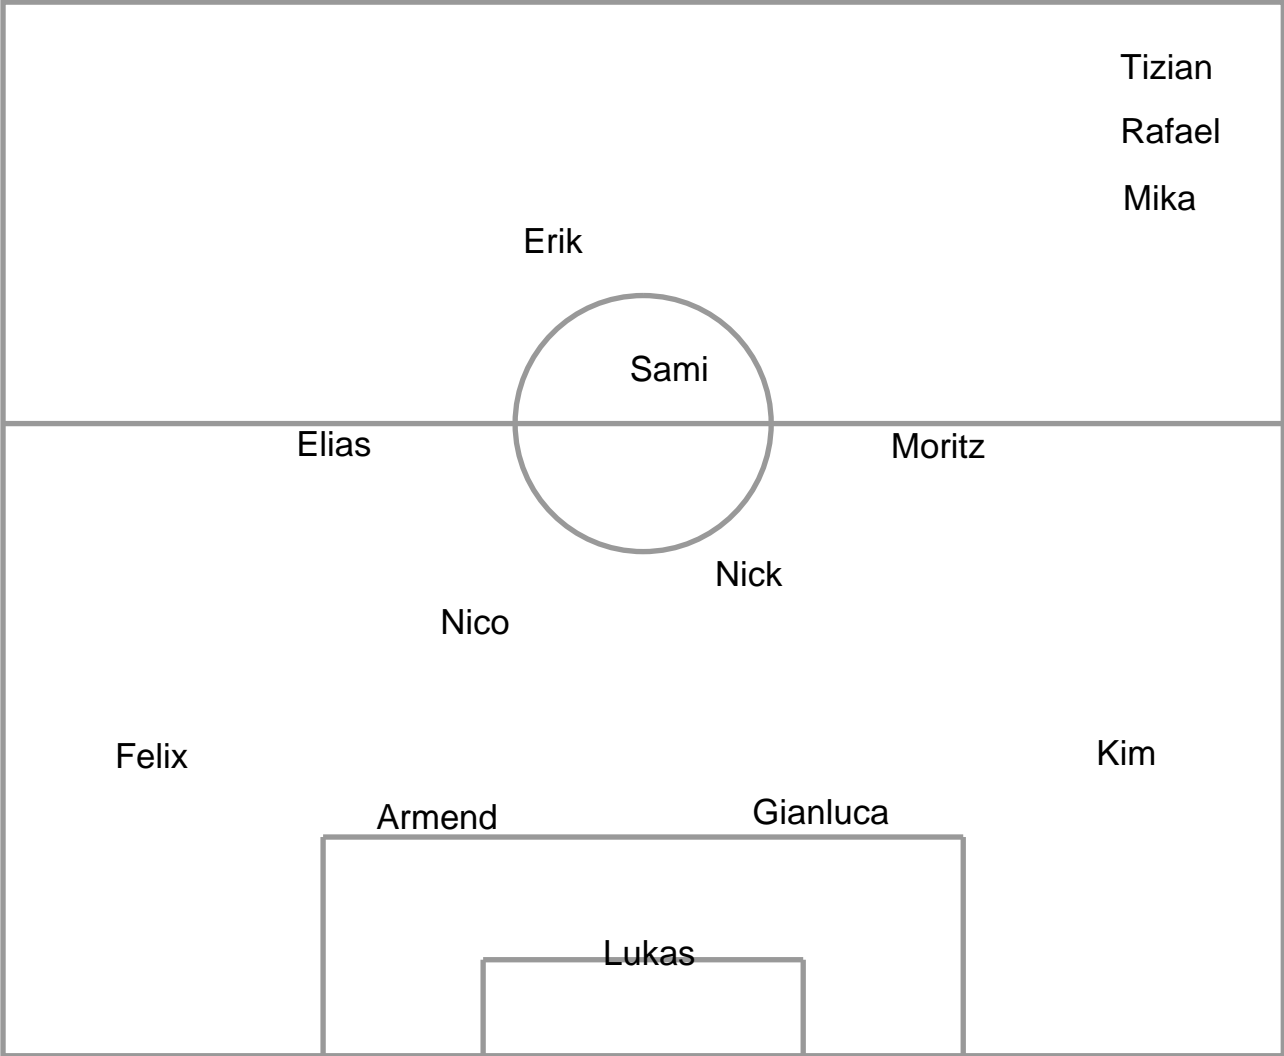 Tizian
Rafael
Mika
Erik
Sami
Elias
Moritz
Nick
Nico
Felix
Kim
Armend
Gianluca
Lukas